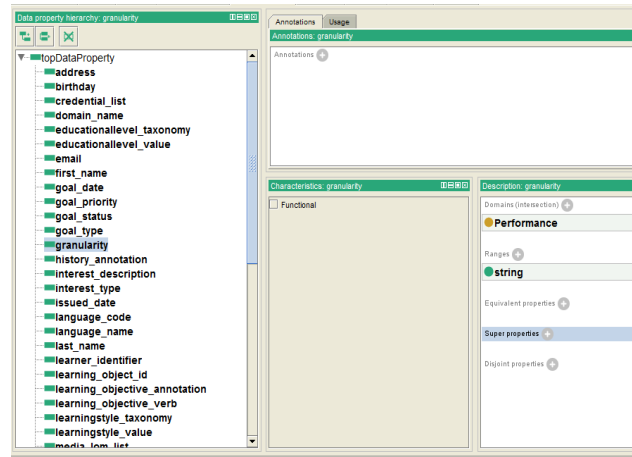 Data property hierarchy: granularity
topDataProperty
address
birthday
credential_list
domain_name
educationallevel_taxonomy
educationallevel_value
email
first_name
goal_date
goal_priority
goal_status
goal_type
granularity
history_annotation
interest_description
interest_type
issued_date
language_code
language_name
last_name
learner_identifier
learning_object_id
learning_objective_annotation
learning_objective_verb
learningstyle_taxonomy
learningstyle_value
media_lom_list
Annotations Usage
Annotations: granularity
Annotations
Characteristics: granularity
Functional
Description: granularity
Domains (intersection)
Performance
Ranges
string
Equivalent properties
Super properties
Disjoint properties